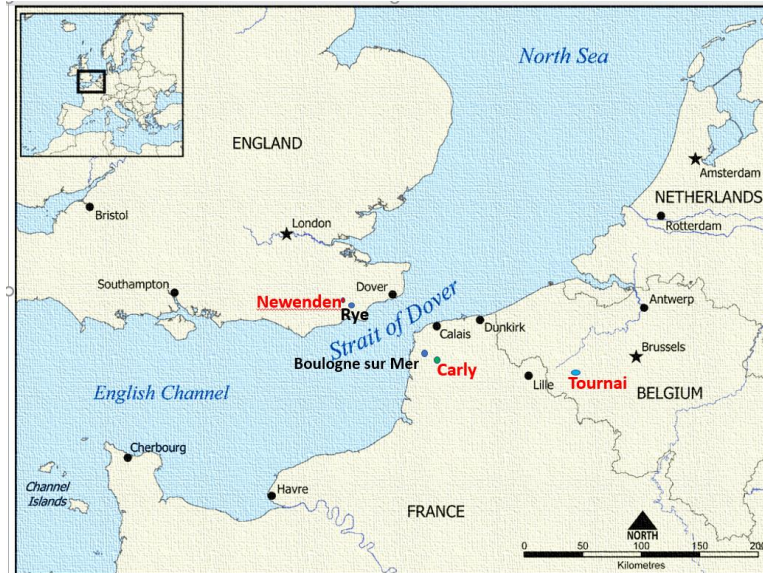 North Sea
ENGLAND
Amsterdam
NETHERLANDS
Bristol
London
Rotterdam
Southampton
Dover
Newenden
Rye
Strait of Dover
Antwerp
Calais
Dunkirk
Brussels
Boulogne sur Mer
Carly
Lille
Tournai
BELGIUM
English Channel
Cherbourg
Channel
Islands
Havre
FRANCE
NORTH
0 50 100 150 200
Kilometres